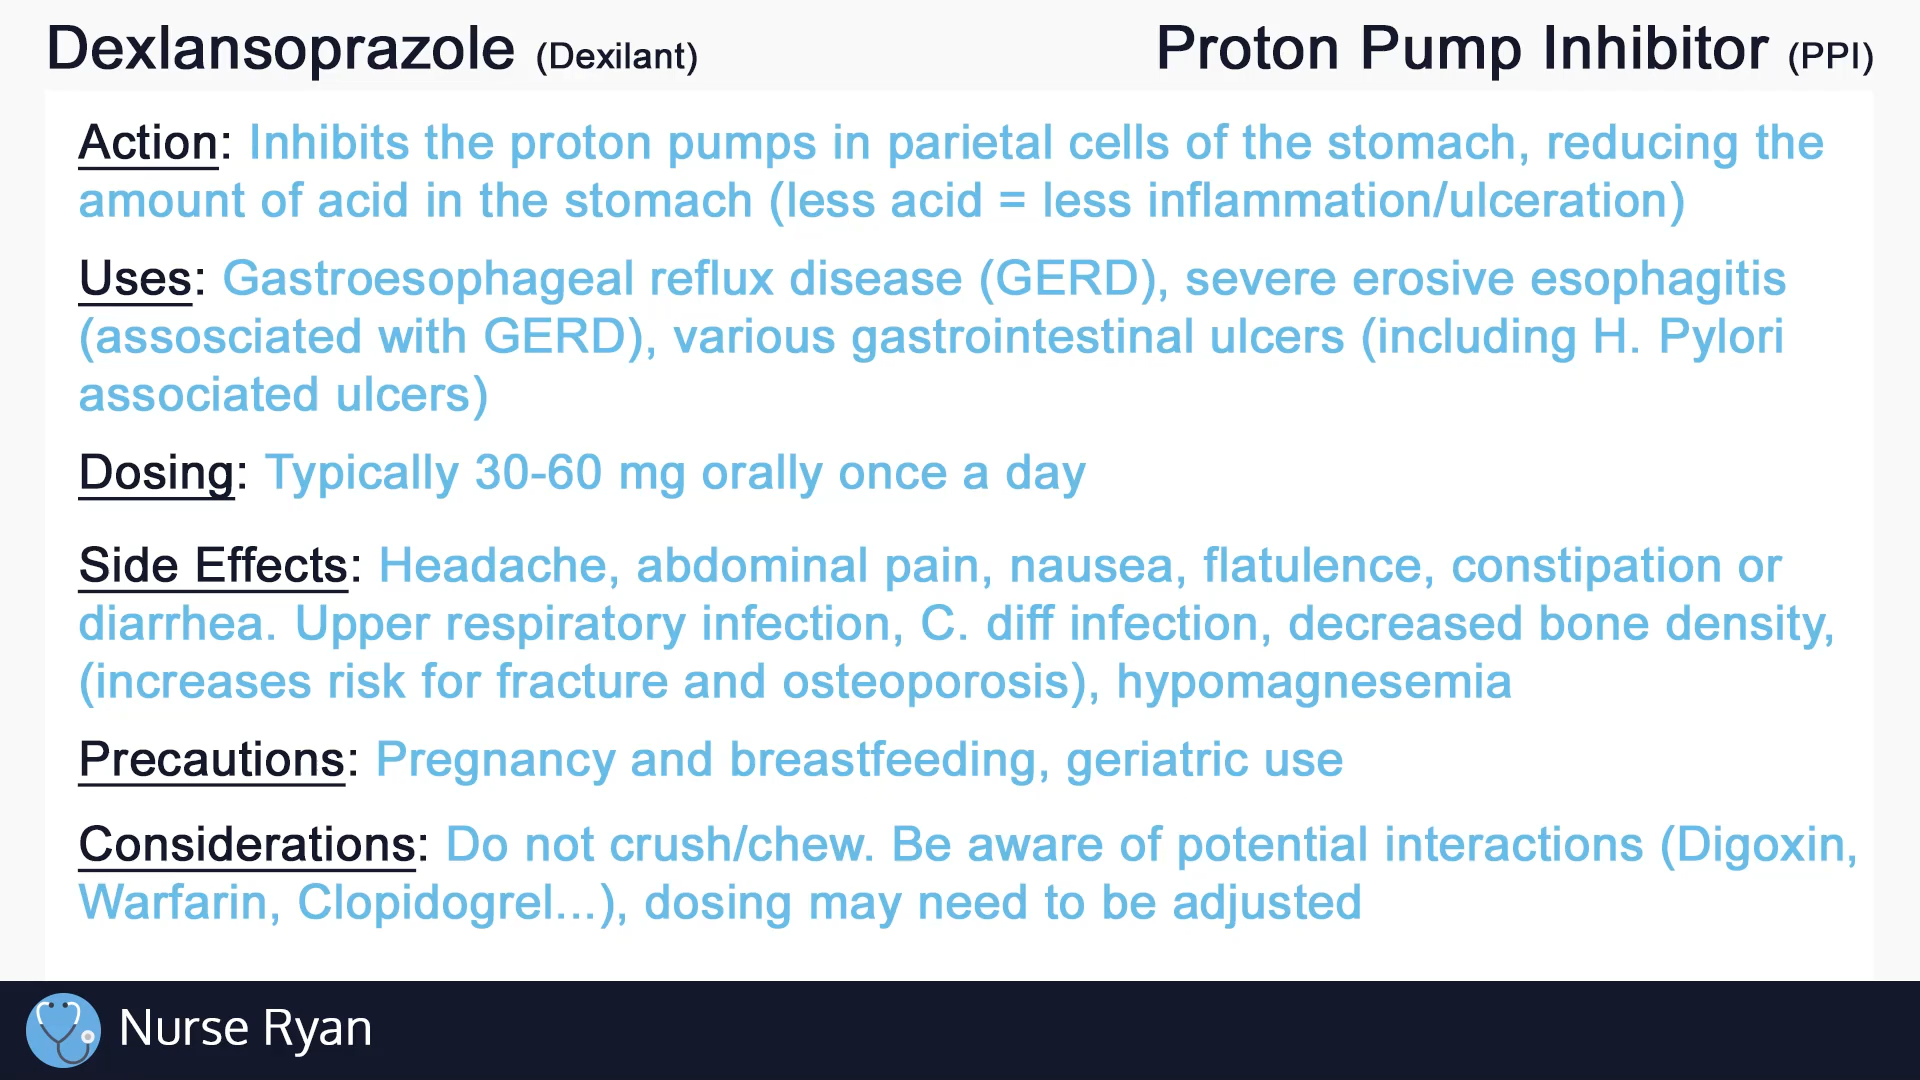 Dexlansoprazole (Dexilant)
Proton Pump Inhibitor (PPI)
Action: Inhibits the proton pumps in parietal cells of the stomach, reducing the
amount of acid in the stomach (less acid = less inflammation/ulceration)
Uses: Gastroesophageal reflux disease (GERD), severe erosive esophagitis
(assosciated with GERD), various gastrointestinal ulcers (including H. Pylori
associated ulcers)
Dosing: Typically 30-60 mg orally once a day
Side Effects: Headache, abdominal pain, nausea, flatulence, constipation or
diarrhea. Upper respiratory infection, C. diff infection, decreased bone density,
(increases risk for fracture and osteoporosis), hypomagnesemia
Precautions: Pregnancy and breastfeeding, geriatric use
Considerations: Do not crush/chew. Be aware of potential interactions (Digoxin,
Warfarin, Clopidogrel...), dosing may need to be adjusted
Nurse Ryan